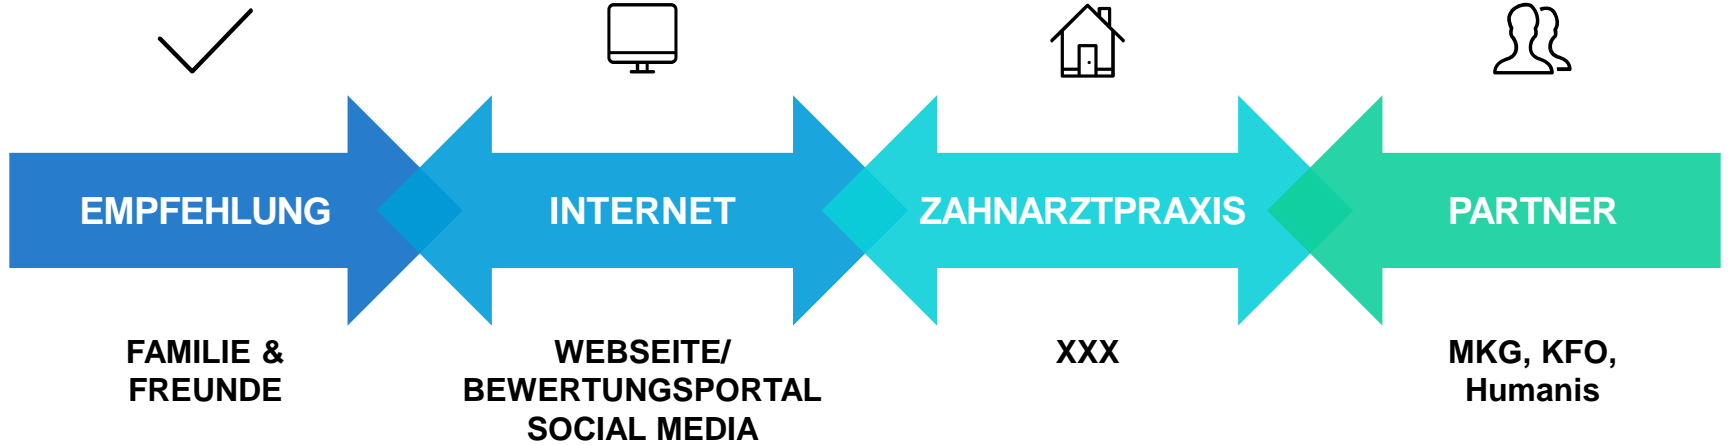 EMPFEHLUNG
INTERNET
ZAHNARZTPRAXIS
PARTNER
FAMILIE &
FREUNDE
WEBSEITE/
BEWERTUNGSPORTAL
SOCIAL MEDIA
XXX
MKG, KFO,
Humanis